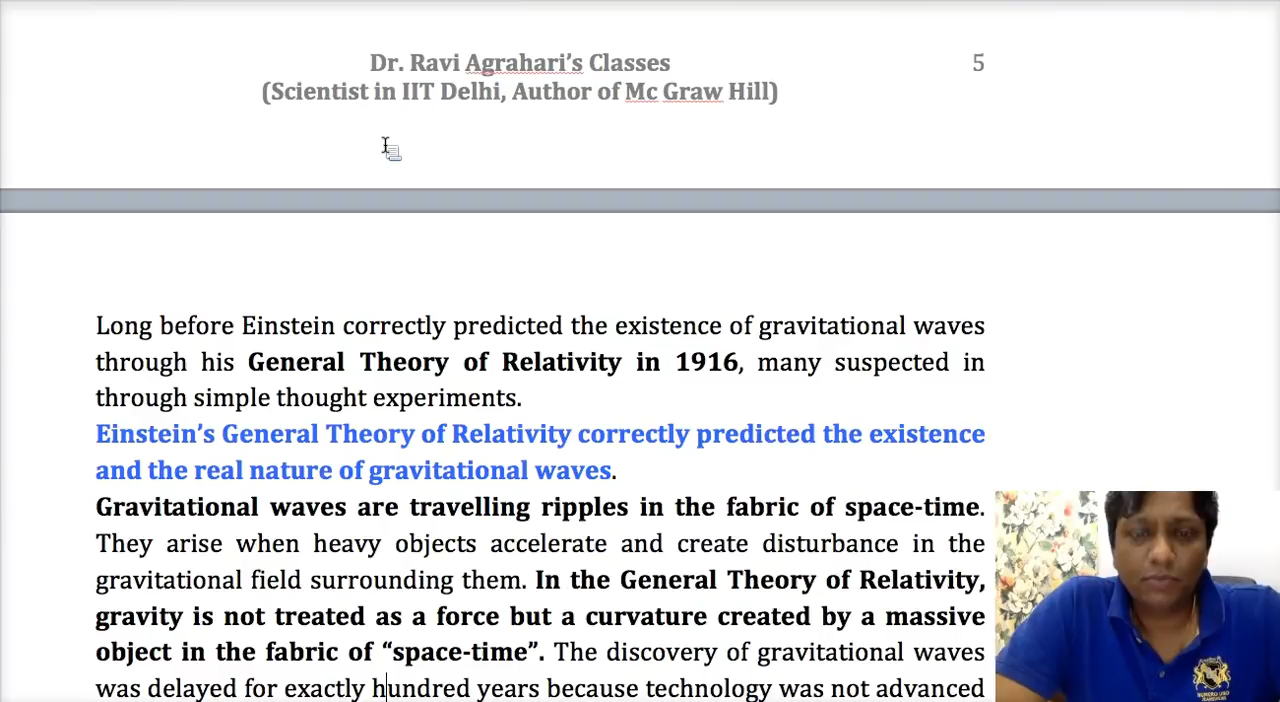 Dr. Ravi Agrahari's Classes
5
(Scientist in IIT Delhi, Author of Mc Graw Hill)
Long before Einstein correctly predicted the existence of gravitational waves
through his General Theory of Relativity in 1916, many suspected in
through simple thought experiments.
Einstein's General Theory of Relativity correctly predicted the existence
and the real nature of gravitational waves.
Gravitational waves are travelling ripples in the fabric of space-time.
They arise when heavy objects accelerate and create disturbance in the
gravitational field surrounding them. In the General Theory of Relativity,
gravity is not treated as a force but a curvature created by a massive
object in the fabric of “space-time”. The discovery of gravitational waves
was delayed for exactly hundred years because technology was not advanced